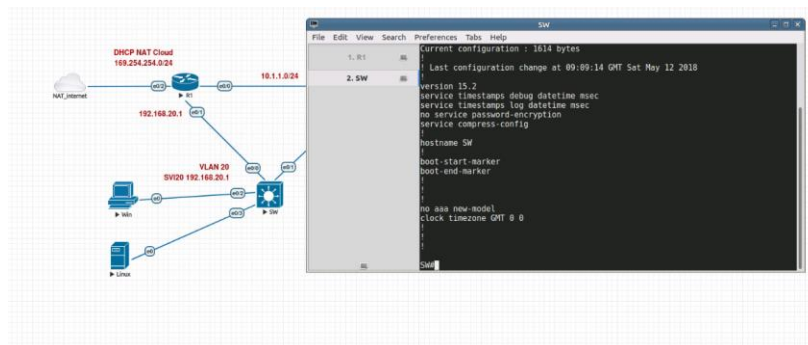 DHCP NAT Cloud
169.254.254.0/24
NAT_internet
e0/2
R1
e0/0
10.1.1.0/24
192.168.20.1
e0/1
VLAN 20
SVI20 192.168.20.1
e0/0
e0/1
e0/2
SW
e0/3
e0
Win
e0
Linux
SW
File Edit View Search Preferences Tabs Help
1. R1
2. SW
Current configuration : 1614 bytes
!
! Last configuration change at 09:09:14 GMT Sat May 12 2018
!
version 15.2
service timestamps debug datetime msec
service timestamps log datetime msec
no service password-encryption
service compress-config
!
hostname SW
!
boot-start-marker
boot-end-marker
!
!
!
no aaa new-model
clock timezone GMT 0 0
!
!
!
SW#